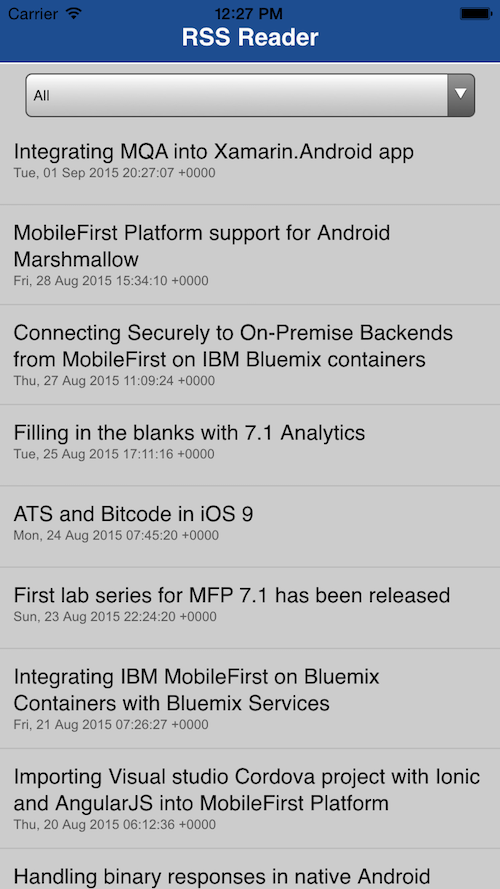 Carrier 12:27 PM
RSS Reader
All
Integrating MQA into Xamarin.Android app
Tue, 01 Sep 2015 20:27:07 +0000
MobileFirst Platform support for Android
Marshmallow
Fri, 28 Aug 2015 15:34:10 +0000
Connecting Securely to On-Premise Backends
from MobileFirst on IBM Bluemix containers
Thu, 27 Aug 2015 11:09:24 +0000
Filling in the blanks with 7.1 Analytics
Tue, 25 Aug 2015 17:11:16 +0000
ATS and Bitcode in iOS 9
Mon, 24 Aug 2015 07:45:20 +0000
First lab series for MFP 7.1 has been released
Sun, 23 Aug 2015 22:24:20 +0000
Integrating IBM MobileFirst on Bluemix
Containers with Bluemix Services
Fri, 21 Aug 2015 07:26:27 +0000
Importing Visual studio Cordova project with Ionic
and AngularJS into MobileFirst Platform
Thu, 20 Aug 2015 06:12:36 +0000
Handling binary responses in native Android